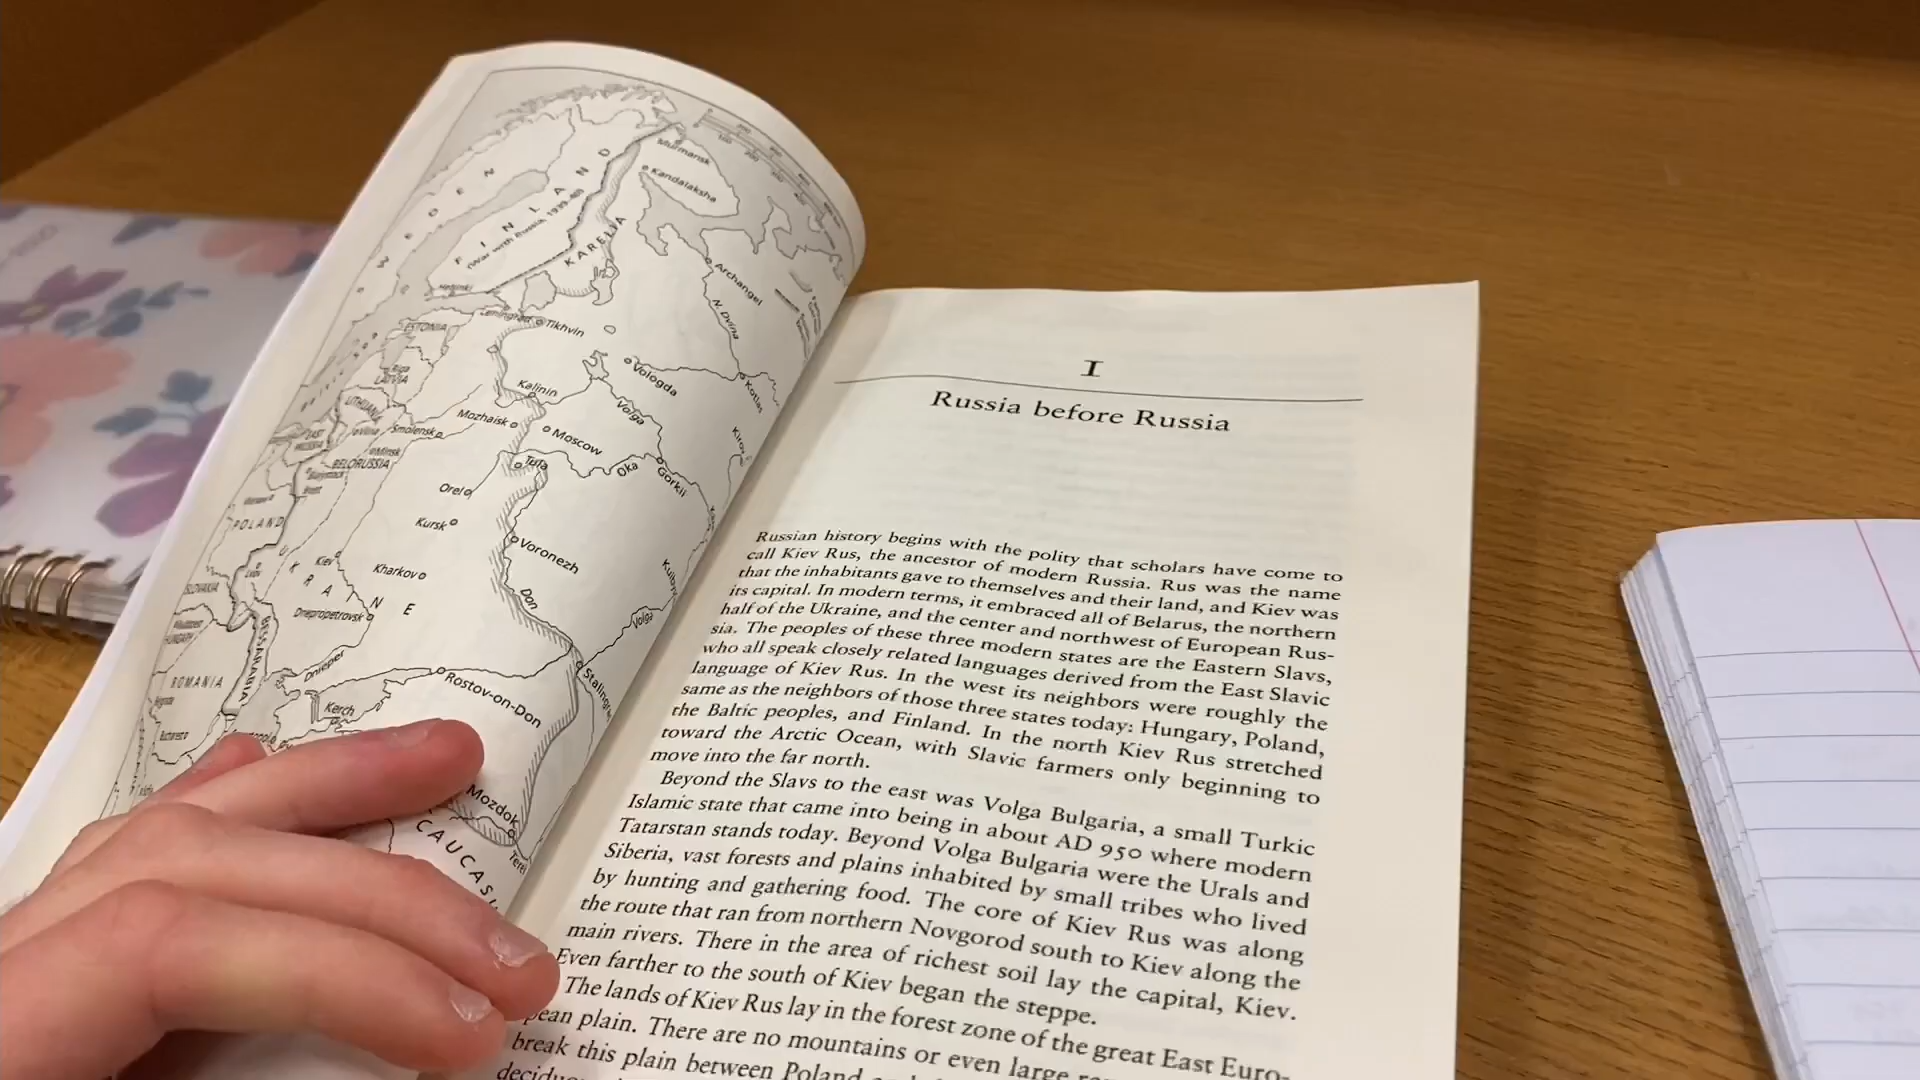 Murmansk
Kandalaksha
SWEDEN
FINLAND
(War with Russia, 1939-40)
KARELIA
Archangel
N. Dvina
Helsinki
Leningrad
Tikhvin
ESTONIA
Vologda
Kotlas
Riga
LATVIA
Kalinin
Volga
LITHUANIA
Mozhaisk
Moscow
Smolensk
Vilna
Minsk
BELORUSSIA
Tula
Oka
Gorkii
Orel
Kursk
POLAND
Voronezh
Kiev
Kharkov
UKRAINE
Don
Lvov
SLOVAKIA
Dnepropetrovsk
Volga
HUNGARY
BESSARABIA
Dnieper
Stalingrad
ROMANIA
Rostov-on-Don
Kerch
Bucharest
Mozdok
Terek
CAUCASUS
I
Russia before Russia
Russian history begins with the polity that scholars have come to
call Kiev Rus, the ancestor of modern Russia. Rus was the name
that the inhabitants gave to themselves and their land, and Kiev was
its capital. In modern terms, it embraced all of Belarus, the northern
half of the Ukraine, and the center and northwest of European Rus-
sia. The peoples of these three modern states are the Eastern Slavs,
who all speak closely related languages derived from the East Slavic
language of Kiev Rus. In the west its neighbors were roughly the
same as the neighbors of those three states today: Hungary, Poland,
the Baltic peoples, and Finland. In the north Kiev Rus stretched
toward the Arctic Ocean, with Slavic farmers only beginning to
move into the far north.
Beyond the Slavs to the east was Volga Bulgaria, a small Turkic
Islamic state that came into being in about AD 950 where modern
Tatarstan stands today. Beyond Volga Bulgaria were the Urals and
Siberia, vast forests and plains inhabited by small tribes who lived
by hunting and gathering food. The core of Kiev Rus was along
the route that ran from northern Novgorod south to Kiev along the
main rivers. There in the area of richest soil lay the capital, Kiev.
Even farther to the south of Kiev began the steppe.
The lands of Kiev Rus lay in the forest zone of the great East Euro-
pean plain. There are no mountains or even large
break this plain between Poland